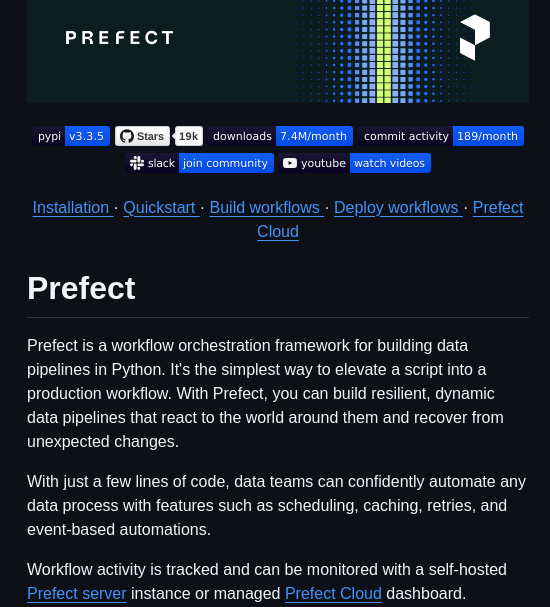 PREFECT
pypi v3.3.5 Stars 19k downloads 7.4M/month commit activity 189/month
slack join community youtube watch videos
Installation · Quickstart · Build workflows · Deploy workflows · Prefect
Cloud
Prefect
Prefect is a workflow orchestration framework for building data
pipelines in Python. It's the simplest way to elevate a script into a
production workflow. With Prefect, you can build resilient, dynamic
data pipelines that react to the world around them and recover from
unexpected changes.
With just a few lines of code, data teams can confidently automate any
data process with features such as scheduling, caching, retries, and
event-based automations.
Workflow activity is tracked and can be monitored with a self-hosted
Prefect server instance or managed Prefect Cloud dashboard.